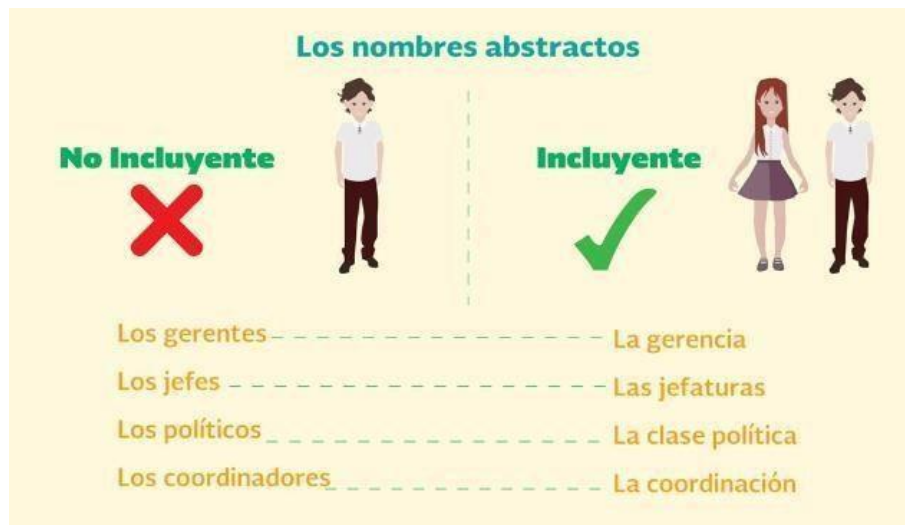 Los nombres abstractos
No Incluyente
Incluyente
Los gerentes
La gerencia
Los jefes
Las jefaturas
Los políticos
La clase política
Los coordinadores
La coordinación